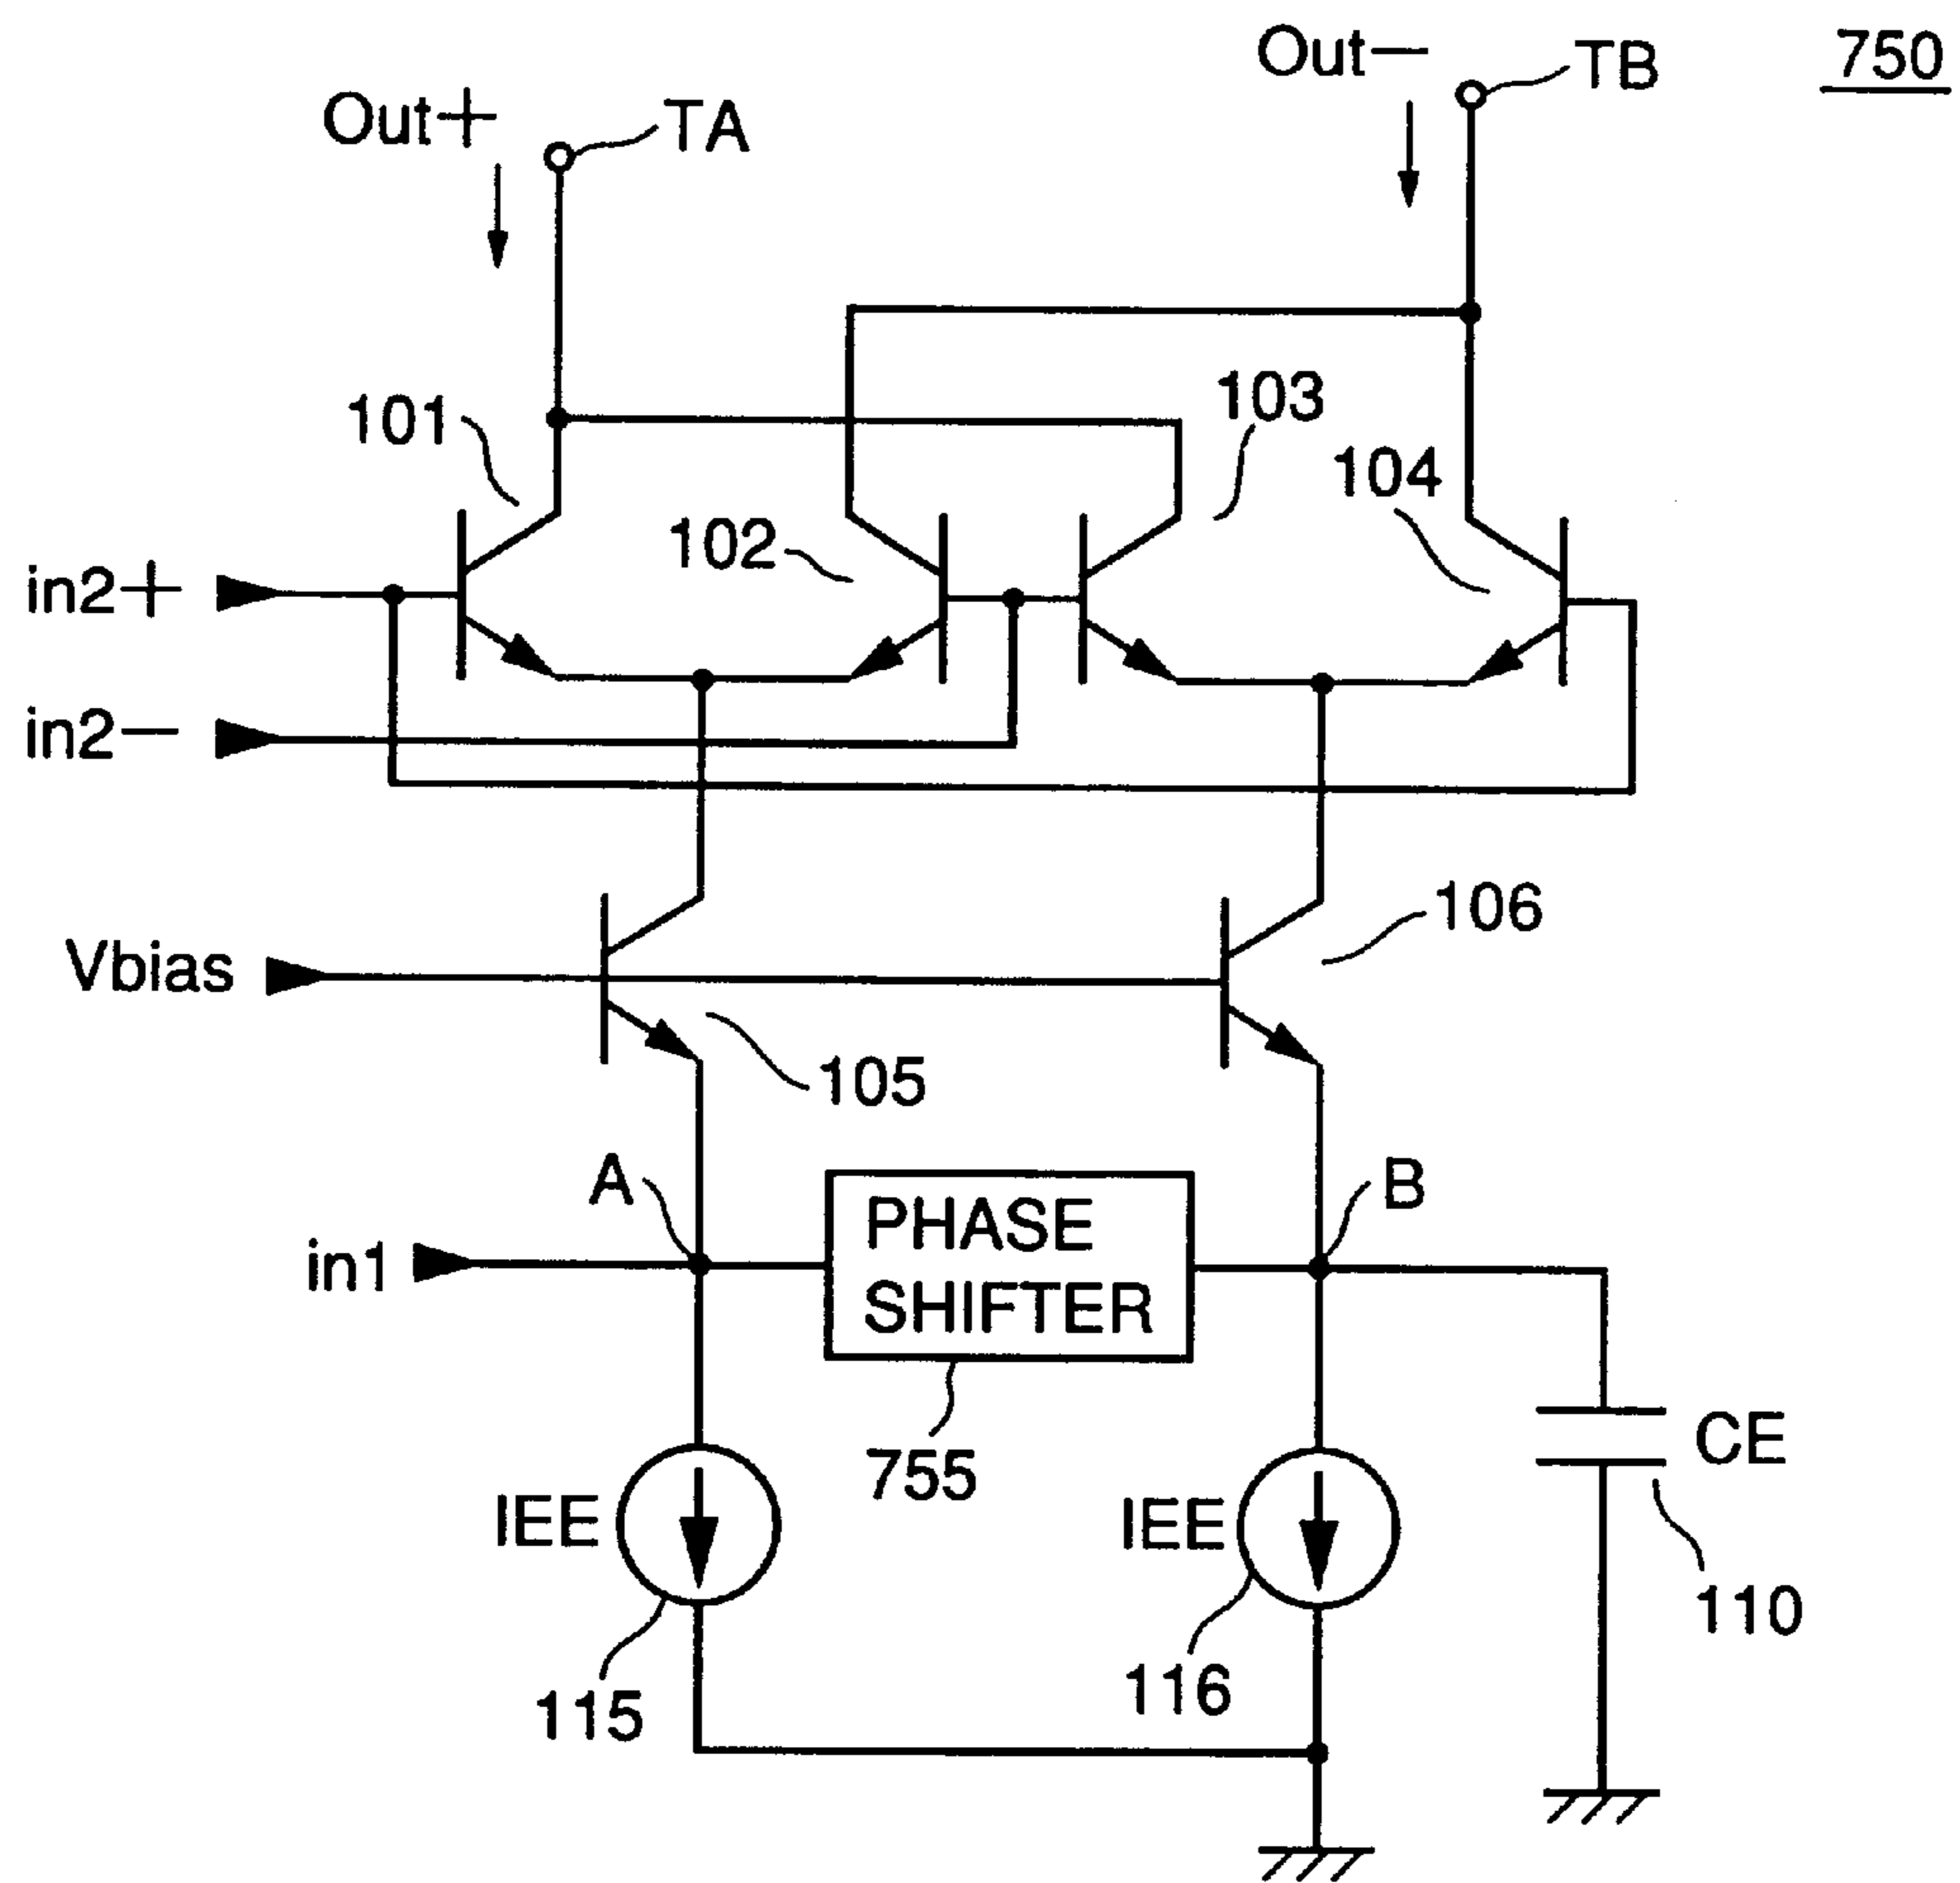 Out−
TB
750
Out+
TA
101
103
104
102
in2+
in2−
106
Vbias
105
A
B
in1
PHASE
SHIFTER
CE
755
IEE
IEE
110
115
116